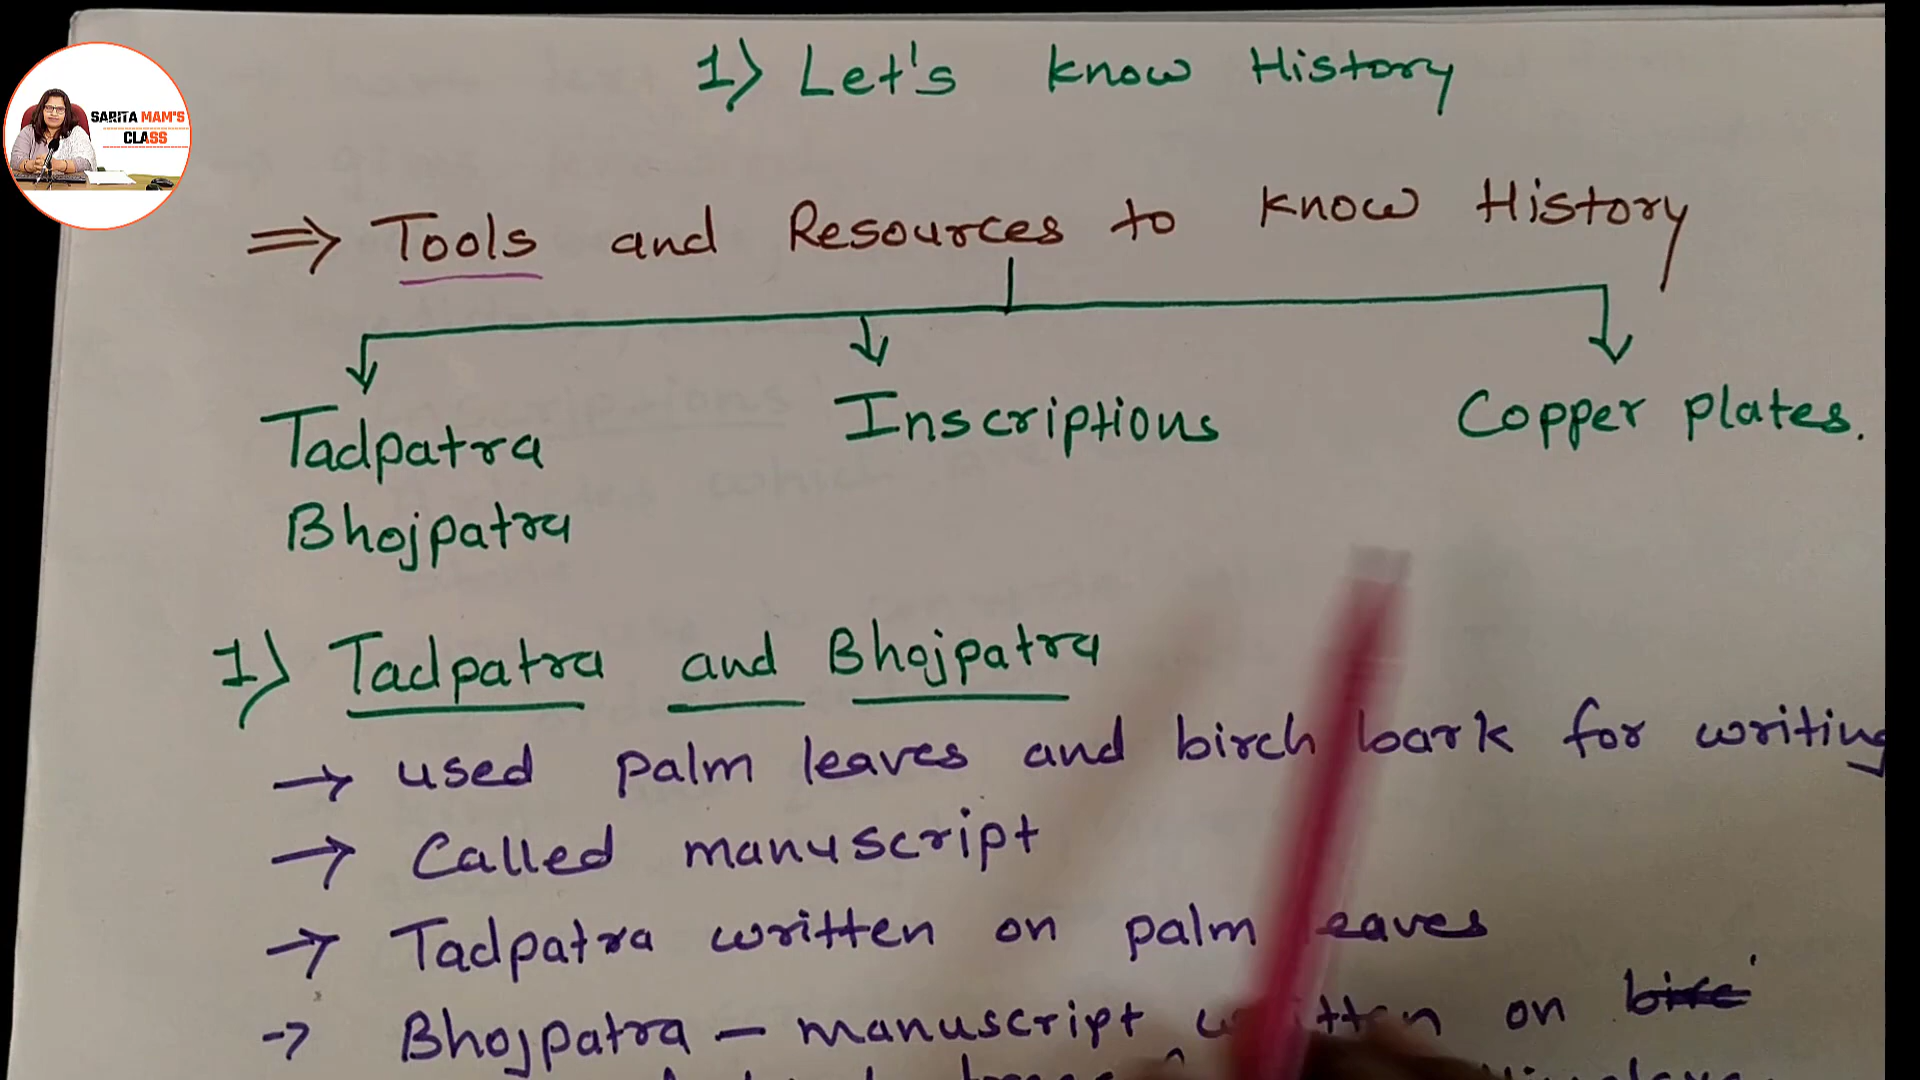 SARITA MAM'S
CLASS
1) Let's know History
⇒ Tools and Resources to know History
Tadpatra
Bhojpatra
Inscriptions
Copper plates.
1) Tadpatra and Bhojpatra
→ used palm leaves and birch bark for writing
→ Called manuscript
→ Tadpatra written on palm leaves
→ Bhojpatra – manuscript written on